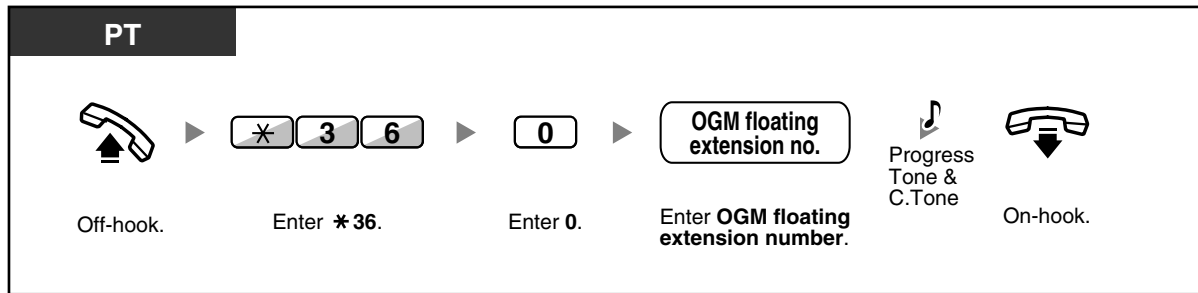 PT
✳ 3 6
0
OGM floating
extension no.
Progress
Tone &
C.Tone
Off-hook.
Enter ✳36.
Enter 0.
Enter OGM floating
extension number.
On-hook.